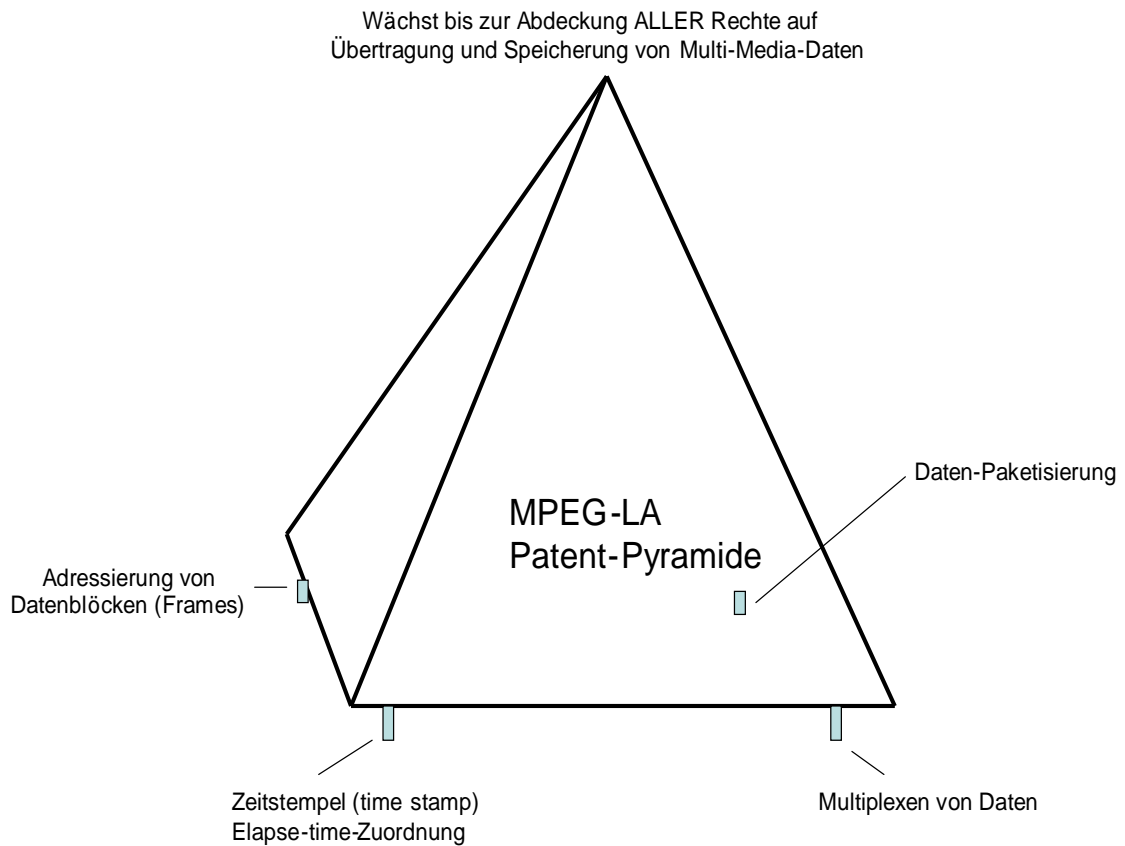 Wächst bis zur Abdeckung ALLER Rechte auf
Übertragung und Speicherung von Multi-Media-Daten
Daten-Paketisierung
MPEG-LA
Patent-Pyramide
Adressierung von
Datenblöcken (Frames)
Zeitstempel (time stamp)
Elapse-time-Zuordnung
Multiplexen von Daten